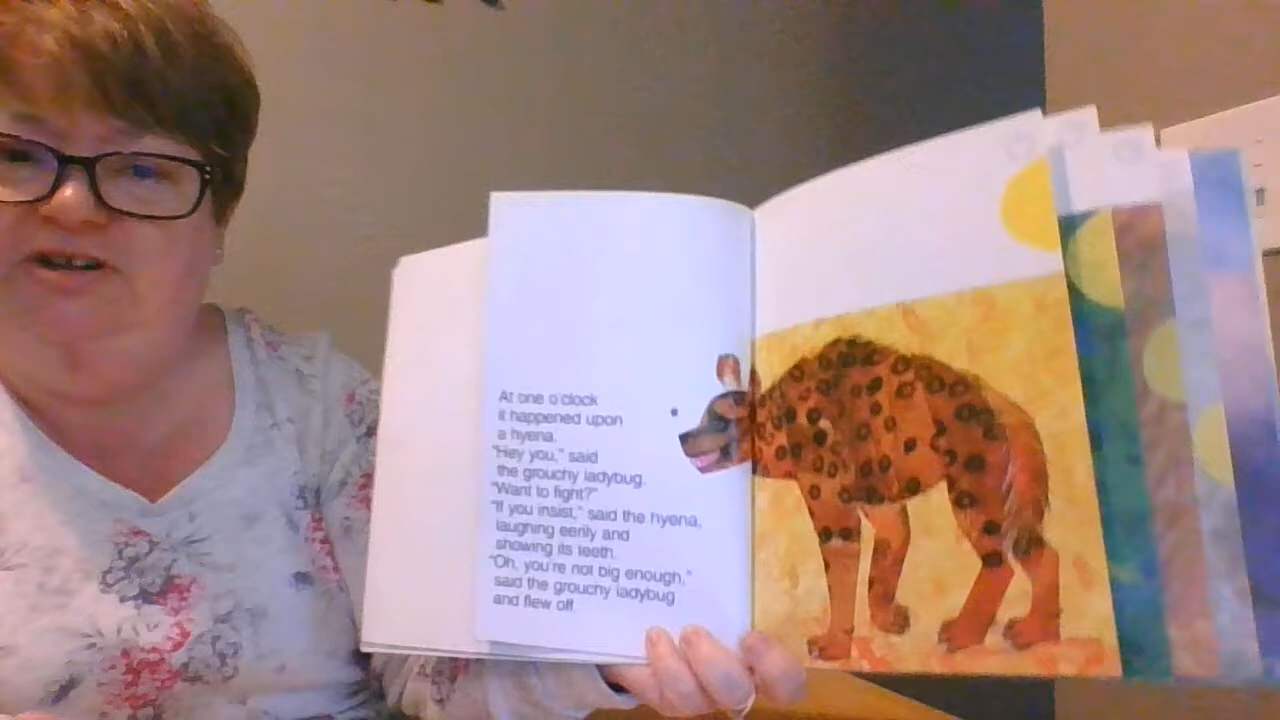 At one o'clock
it happened upon
a hyena.
"Hey you," said
the grouchy ladybug.
"Want to fight?"
"If you insist," said the hyena,
laughing eerily and
showing its teeth.
"Oh, you're not big enough,"
said the grouchy ladybug
and flew off.